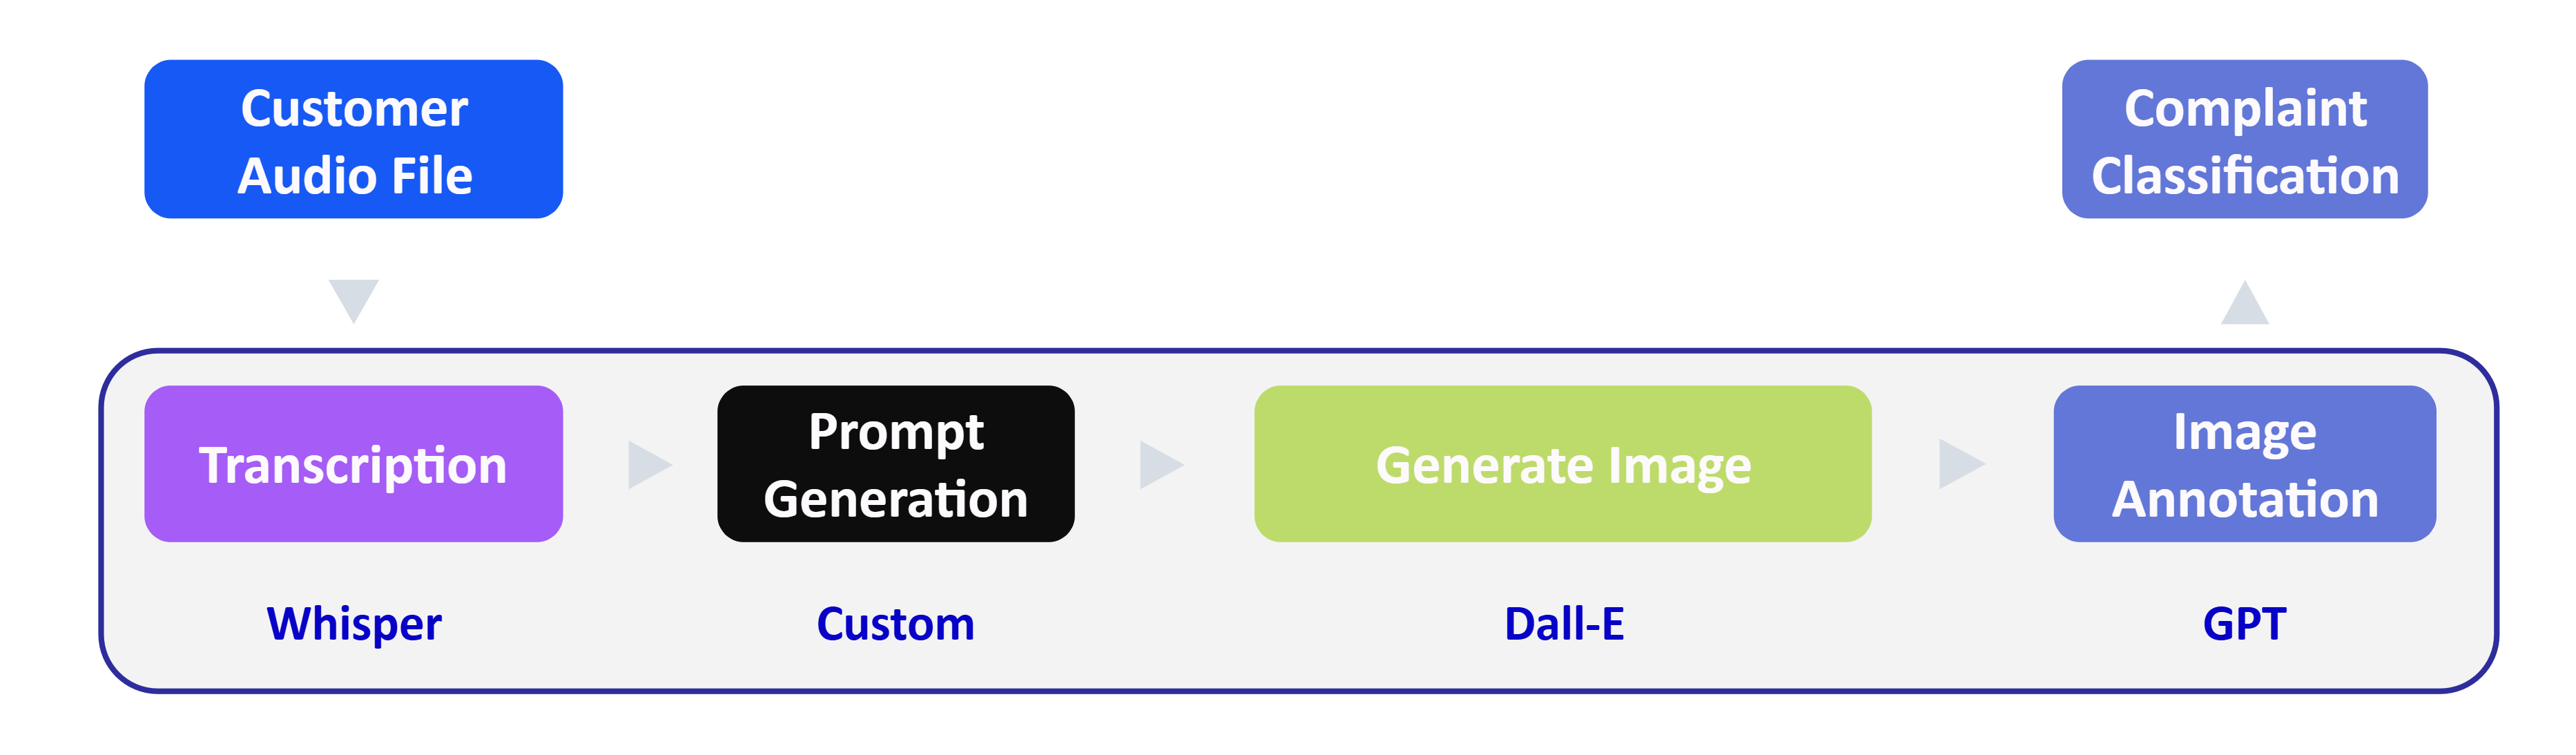 Customer
Audio File
Complaint
Classification
Transcription
Prompt
Generation
Generate Image
Image
Annotation
Whisper
Custom
Dall-E
GPT